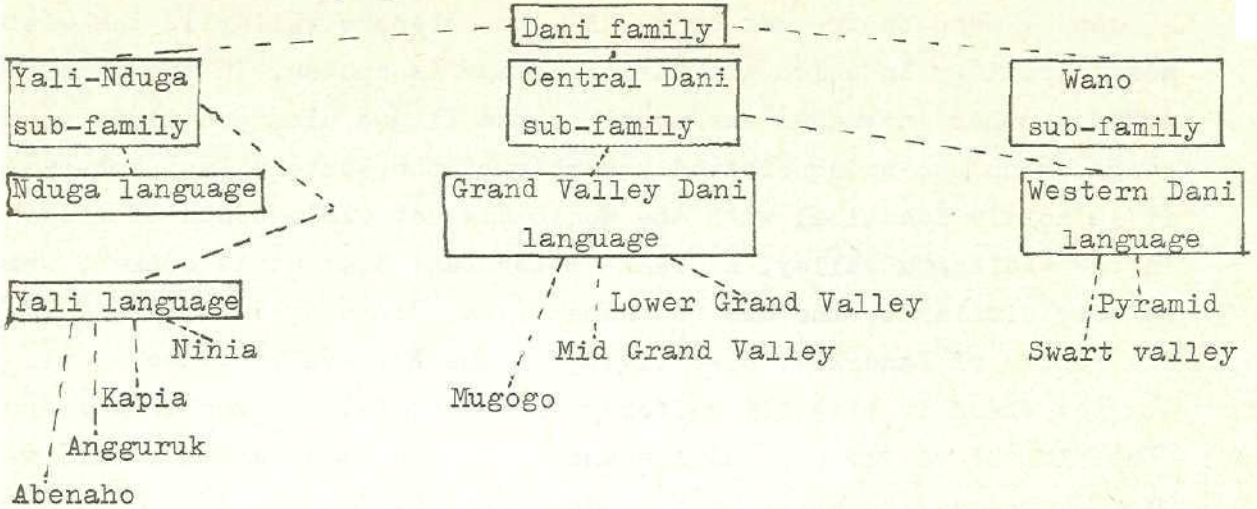 Dani family
Yali-Nduga
sub-family
Central Dani
sub-family
Wano
sub-family
Nduga language
Grand Valley Dani
language
Western Dani
language
Yali language
Lower Grand Valley
Pyramid
Ninia
Mid Grand Valley
Swart valley
Kapia
Mugogo
Angguruk
Abenaho